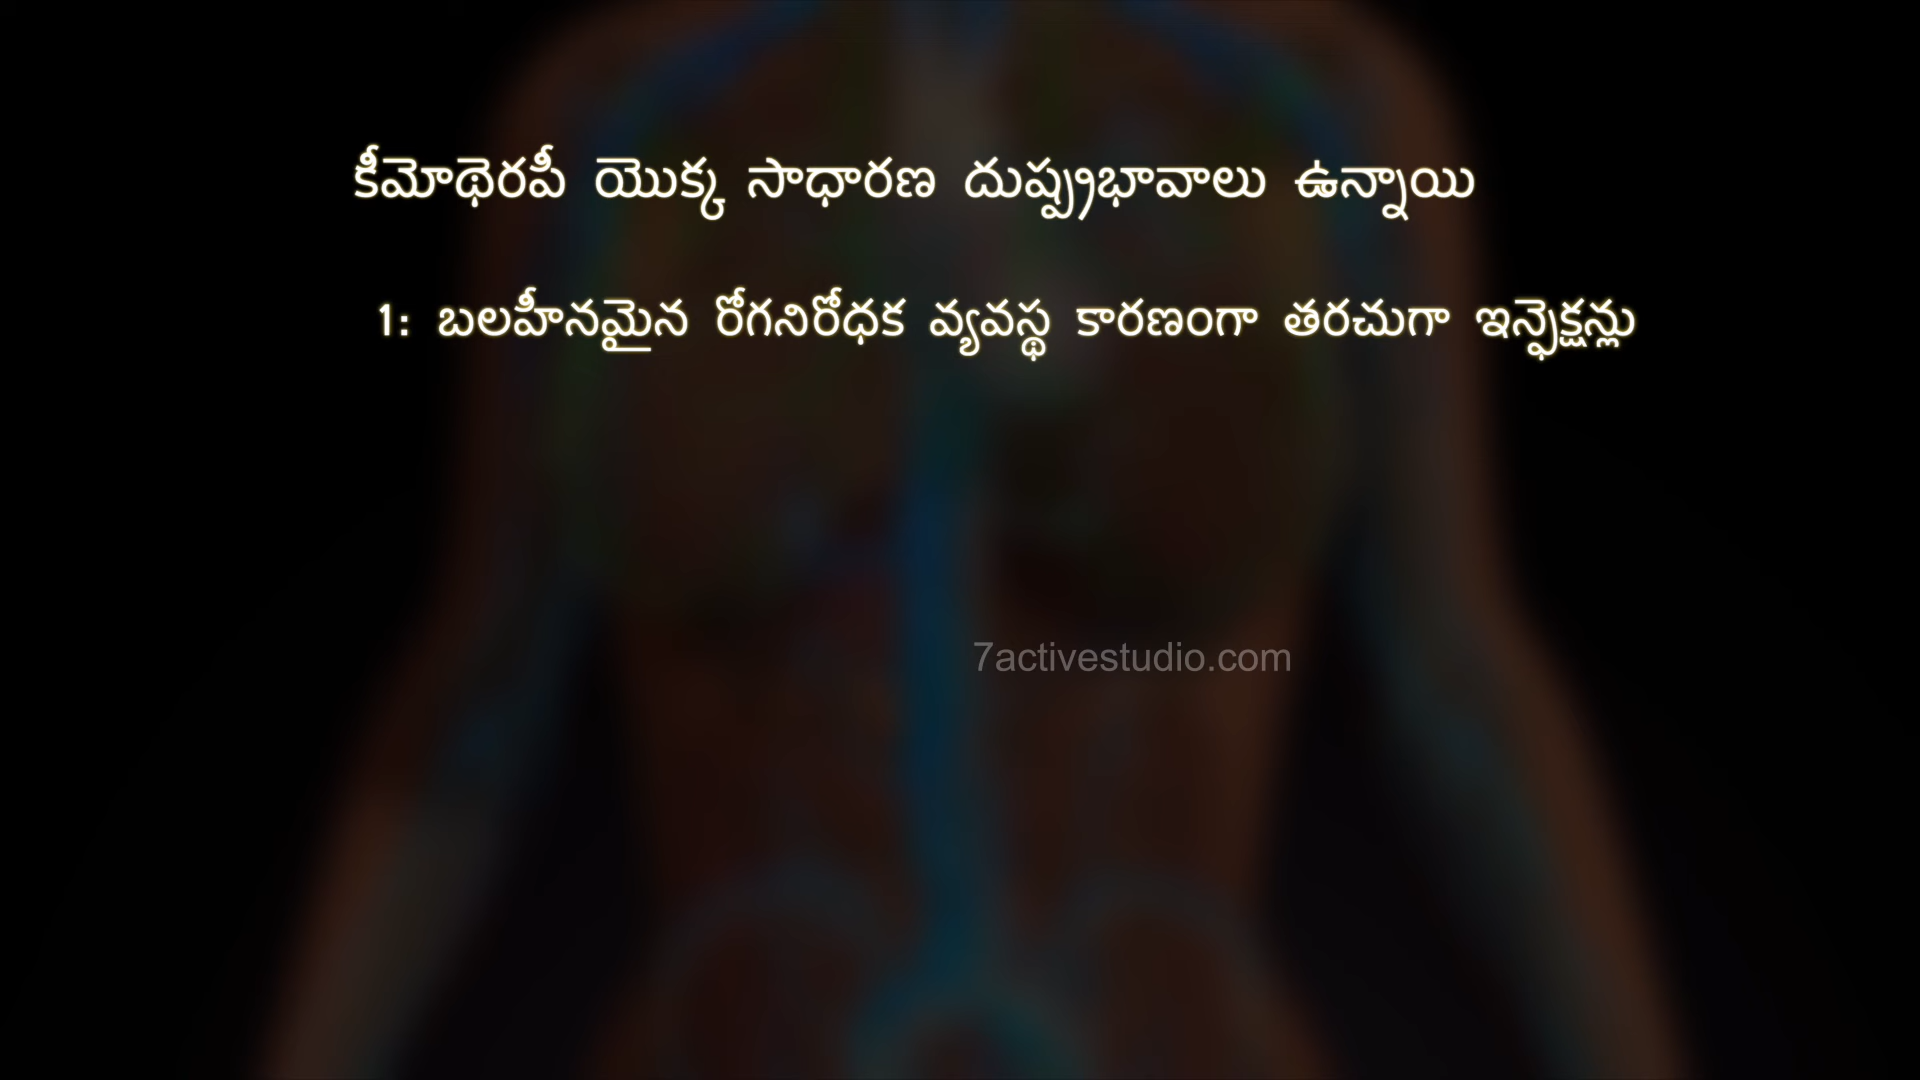 కీమోథెరపీ యొక్క సాధారణ దుష్ప్రభావాలు ఉన్నాయి
1: బలహీనమైన రోగనిరోధక వ్యవస్థ కారణంగా తరచుగా ఇన్ఫెక్షన్లు
7activestudio.com